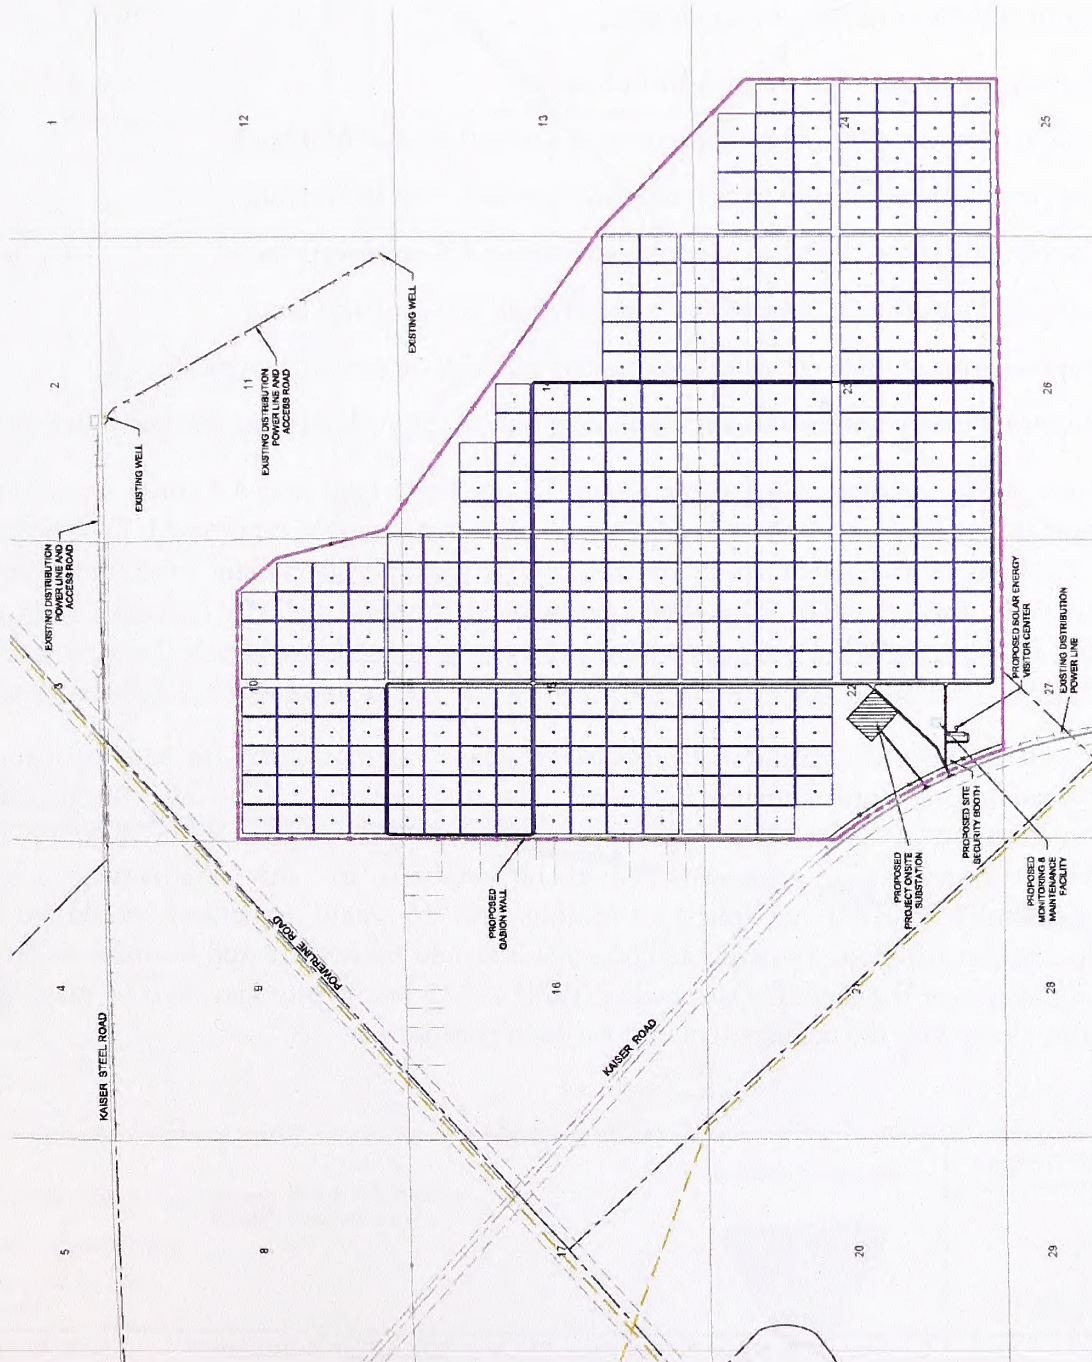 1
12
13
24
25
2
11
14
23
26
EXISTING DISTRIBUTION
POWER LINE AND
ACCESS ROAD
EXISTING WELL
EXISTING DISTRIBUTION
POWER LINE AND
ACCESS ROAD
EXISTING WELL
3
10
15
22
27
PROPOSED SOLAR ENERGY
VISITOR CENTER
EXISTING DISTRIBUTION
POWER LINE
4
9
16
21
28
KAISER STEEL ROAD
POWERLINE ROAD
PROPOSED
GABION WALL
KAISER ROAD
PROPOSED
PROJECT ONSITE
SUBSTATION
PROPOSED SITE
SECURITY BOOTH
PROPOSED
MONITORING &
MAINTENANCE
FACILITY
5
8
17
20
29